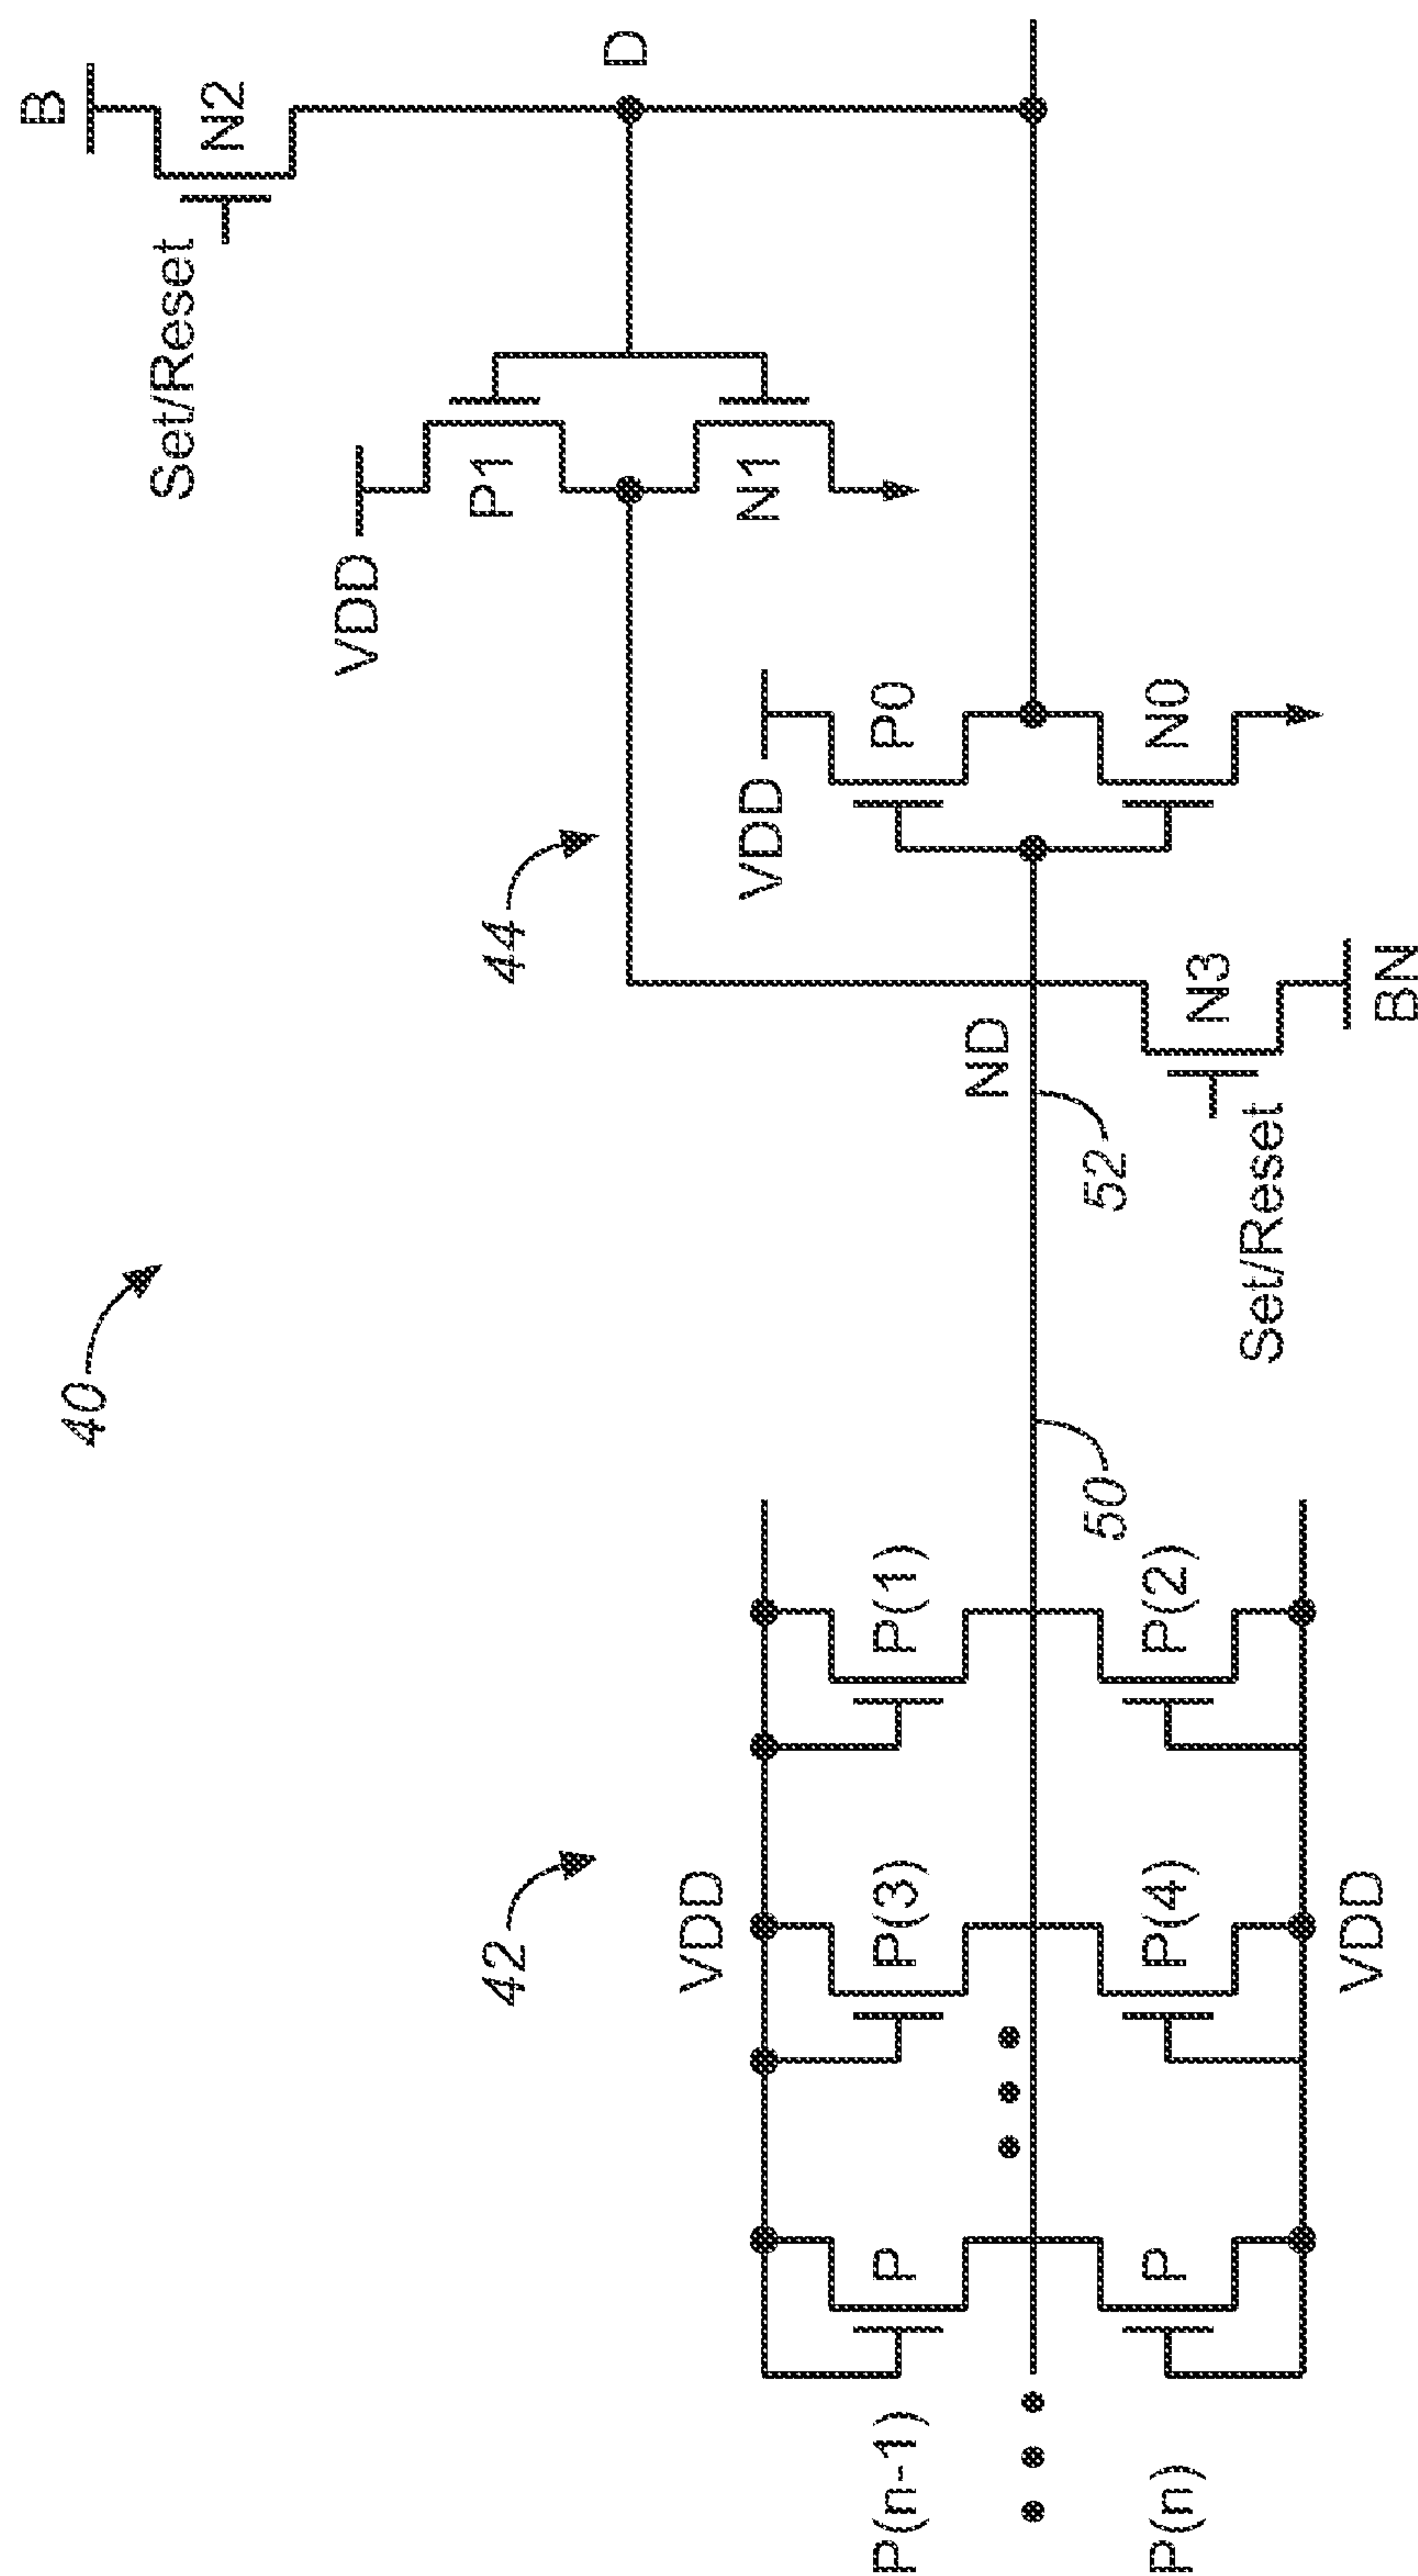 40
42
44
B
N2
Set/Reset
D
VDD
P1
N1
VDD
P0
N0
ND
52
50
N3
BN
Set/Reset
VDD
P(1)
P(2)
P(3)
P(4)
P
P
P(n-1)
P(n)
VDD